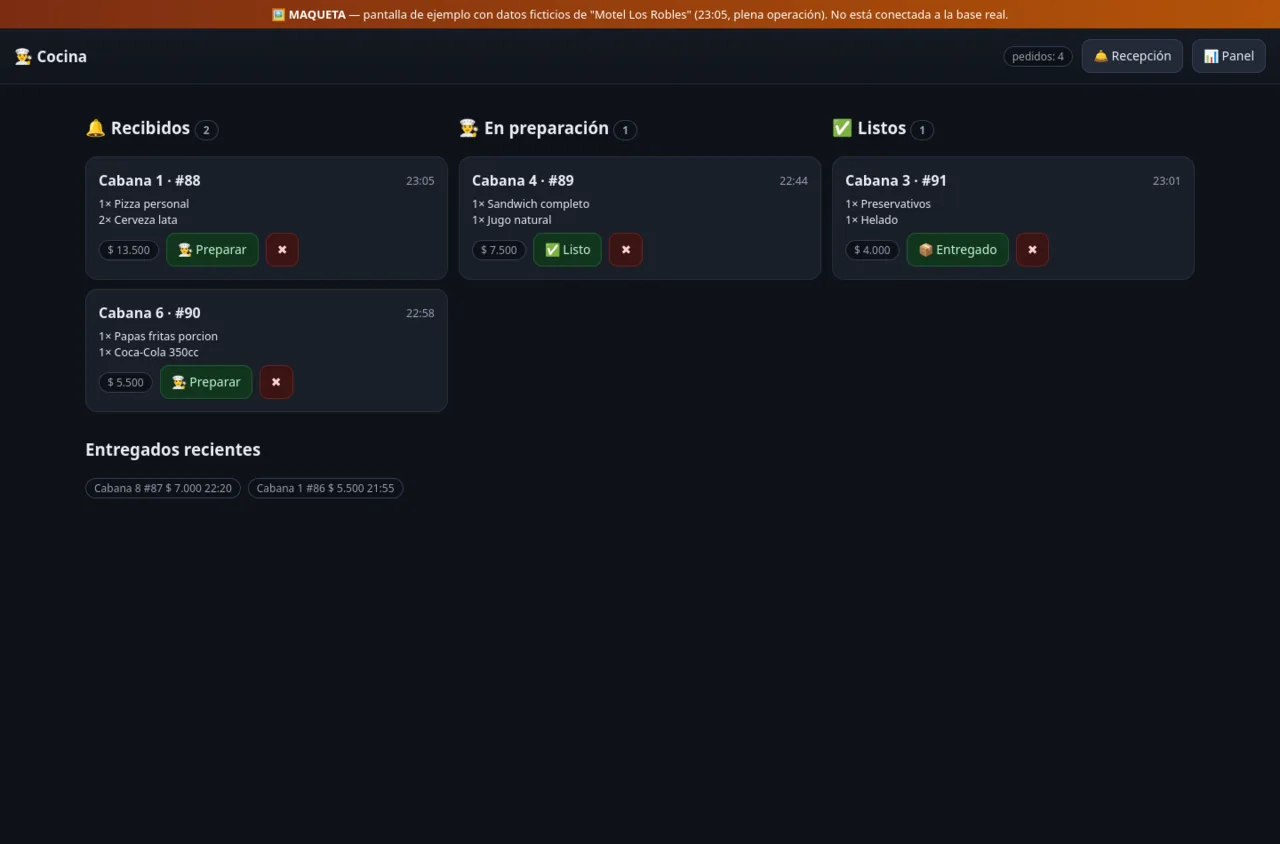 🖼️ MAQUETA — pantalla de ejemplo con datos ficticios de "Motel Los Robles" (23:05, plena operación). No está conectada a la base real.
👨‍🍳 Cocina
pedidos: 4
🛎️ Recepción
📊 Panel
🔔 Recibidos 2
Cabana 1 · #88 23:05
1× Pizza personal
2× Cerveza lata
$ 13.500 👨‍🍳 Preparar ✖
Cabana 6 · #90 22:58
1× Papas fritas porcion
1× Coca-Cola 350cc
$ 5.500 👨‍🍳 Preparar ✖
👨‍🍳 En preparación 1
Cabana 4 · #89 22:44
1× Sandwich completo
1× Jugo natural
$ 7.500 ✅ Listo ✖
✅ Listos 1
Cabana 3 · #91 23:01
1× Preservativos
1× Helado
$ 4.000 📦 Entregado ✖
Entregados recientes
Cabana 8 #87 $ 7.000 22:20
Cabana 1 #86 $ 5.500 21:55